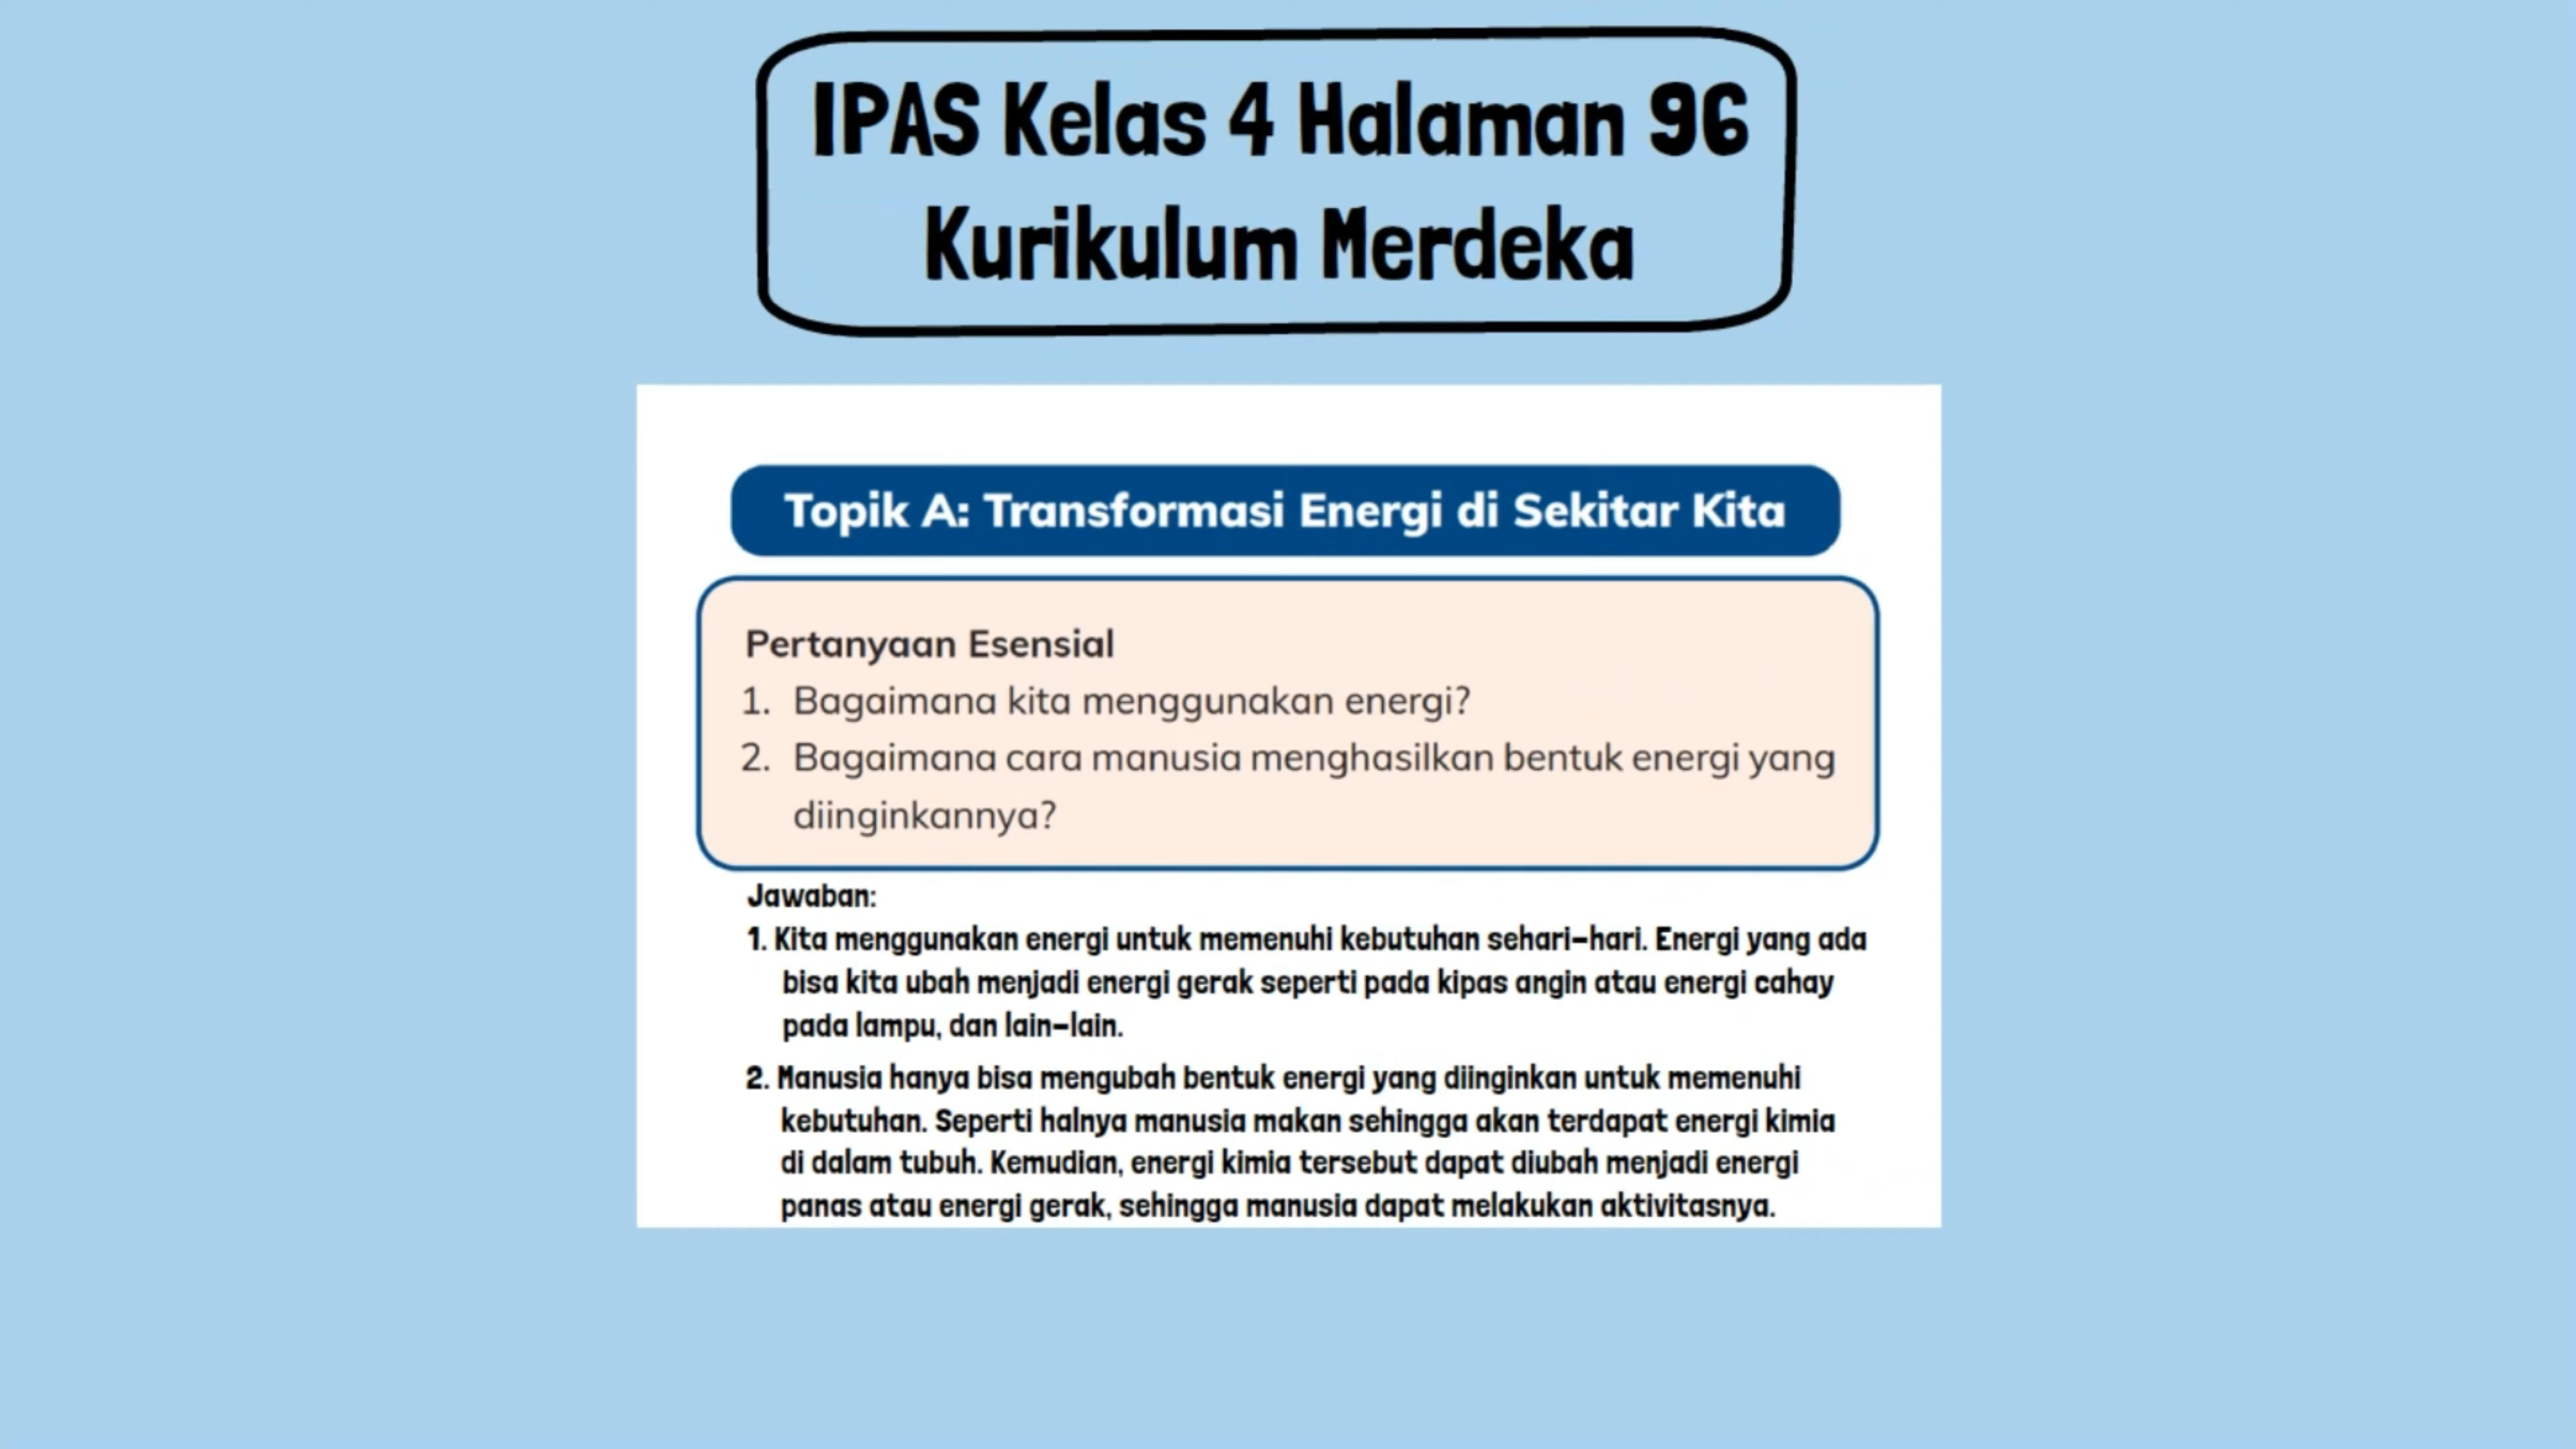 IPAS Kelas 4 Halaman 96
Kurikulum Merdeka
Topik A: Transformasi Energi di Sekitar Kita
Pertanyaan Esensial
1. Bagaimana kita menggunakan energi?
2. Bagaimana cara manusia menghasilkan bentuk energi yang
diinginkannya?
Jawaban:
1. Kita menggunakan energi untuk memenuhi kebutuhan sehari-hari. Energi yang ada
bisa kita ubah menjadi energi gerak seperti pada kipas angin atau energi cahay
pada lampu, dan lain-lain.
2. Manusia hanya bisa mengubah bentuk energi yang diinginkan untuk memenuhi
kebutuhan. Seperti halnya manusia makan sehingga akan terdapat energi kimia
di dalam tubuh. Kemudian, energi kimia tersebut dapat diubah menjadi energi
panas atau energi gerak, sehingga manusia dapat melakukan aktivitasnya.